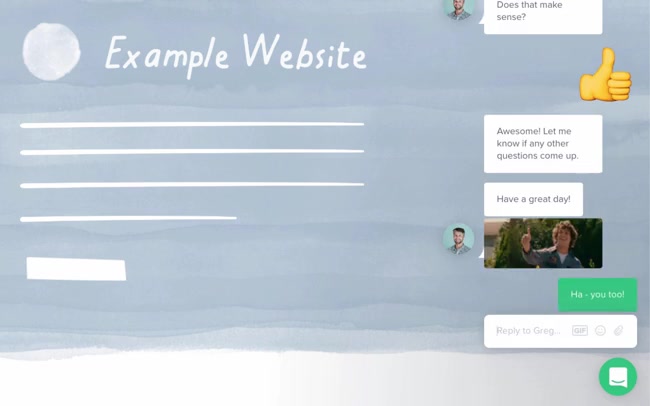 Does that make
sense?
Example Website
Awesome! Let me
know if any other
questions come up.
Have a great day!
Ha - you too!
Reply to Greg...
GIF